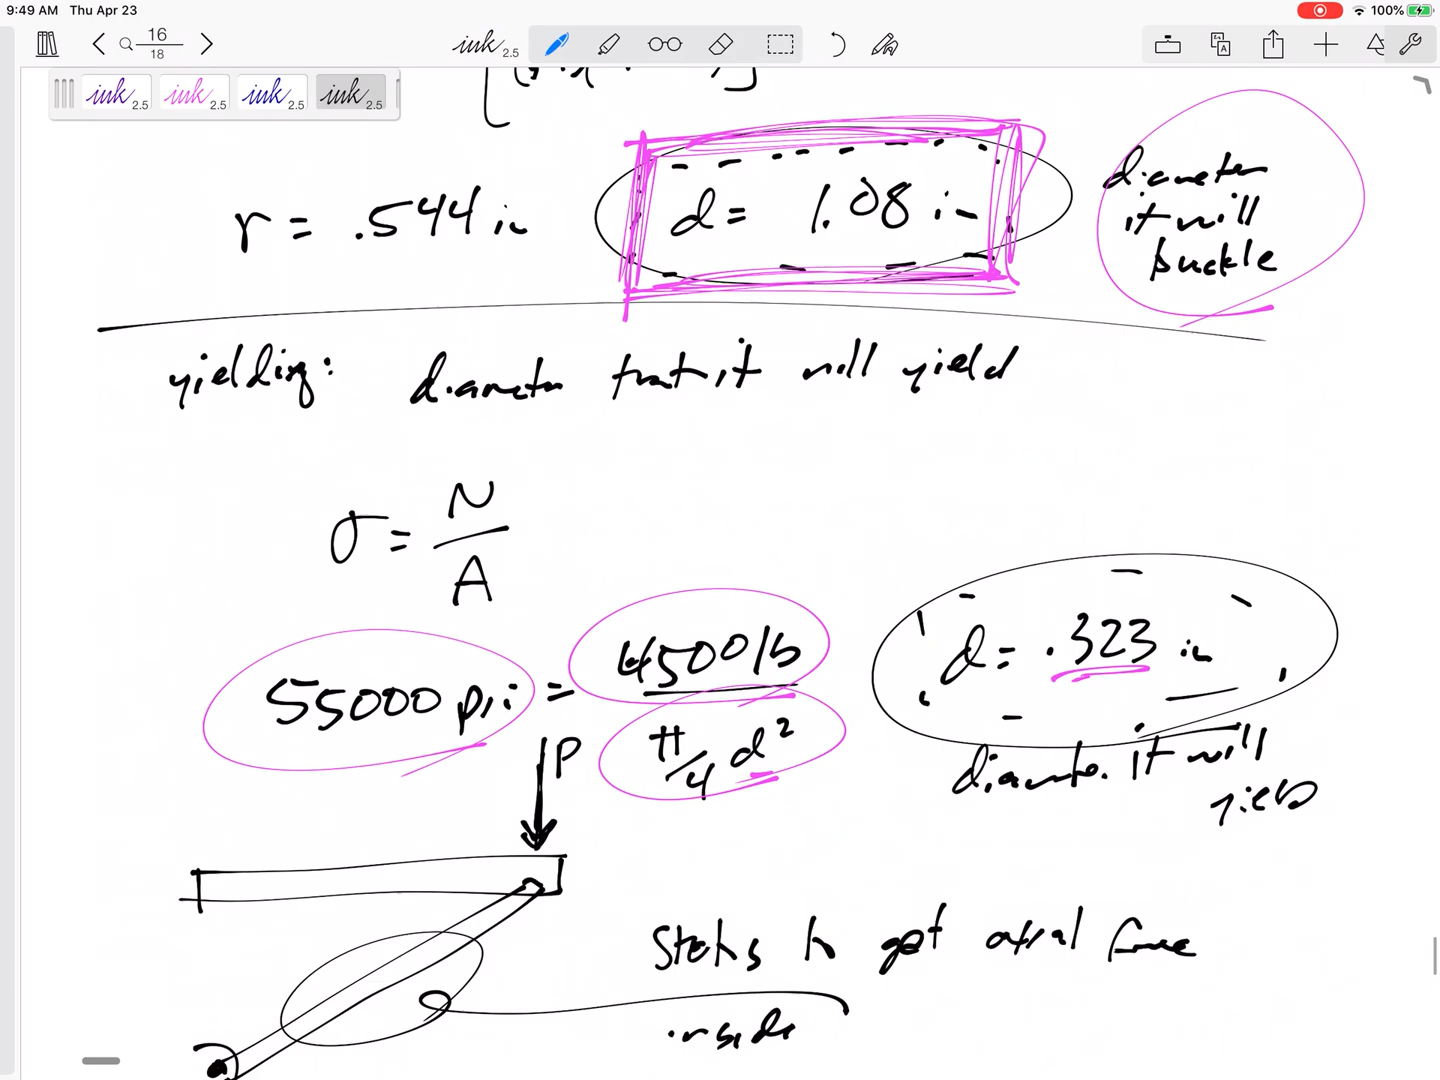 9:49 AM Thu Apr 23
100%
16
18
ink 2.5
ink 2.5
ink 2.5
ink 2.5
ink 2.5
r = .544 in
d = 1.08 in
diameter
it will
buckle
yielding: diameter that it will yield
σ = N
A
55000 psi = 4500 lb
π/4 d²
d = .323 in
diameter it will
yield
P
Statics to get axial force
inside